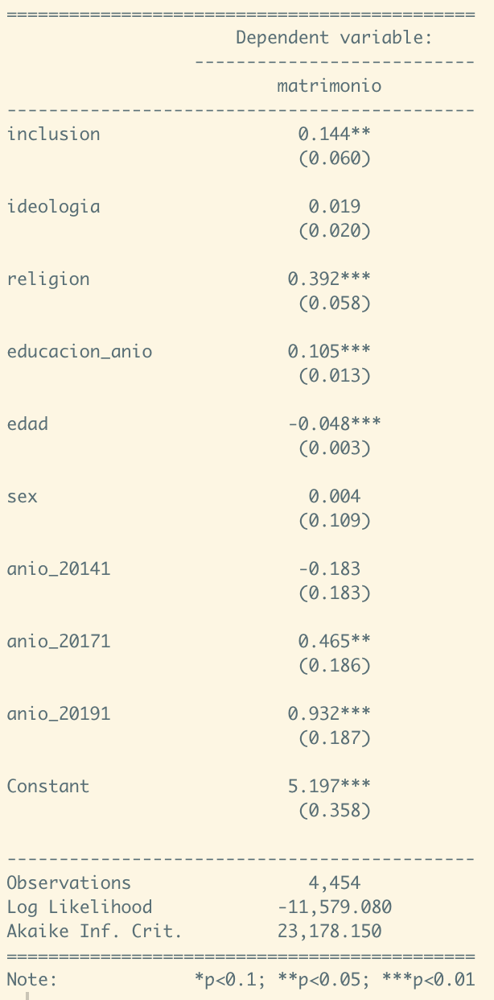 =============================================
Dependent variable:
---------------------------
matrimonio
---------------------------------------------
inclusion 0.144**
(0.060)
ideologia 0.019
(0.020)
religion 0.392***
(0.058)
educacion_anio 0.105***
(0.013)
edad -0.048***
(0.003)
sex 0.004
(0.109)
anio_20141 -0.183
(0.183)
anio_20171 0.465**
(0.186)
anio_20191 0.932***
(0.187)
Constant 5.197***
(0.358)
---------------------------------------------
Observations 4,454
Log Likelihood -11,579.080
Akaike Inf. Crit. 23,178.150
=============================================
Note: *p<0.1; **p<0.05; ***p<0.01